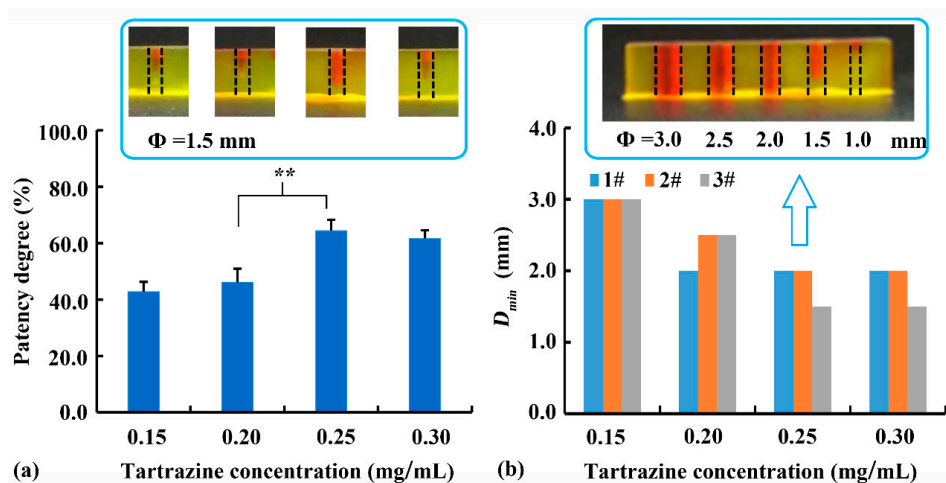 Φ =1.5 mm
100.0
80.0
60.0
40.0
20.0
0.0
**
Patency degree (%)
0.15 0.20 0.25 0.30
(a) Tartrazine concentration (mg/mL)
Φ =3.0 2.5 2.0 1.5 1.0 mm
4.0
3.0
2.0
1.0
0.0
1# 2# 3#
Dmin (mm)
0.15 0.20 0.25 0.30
(b) Tartrazine concentration (mg/mL)